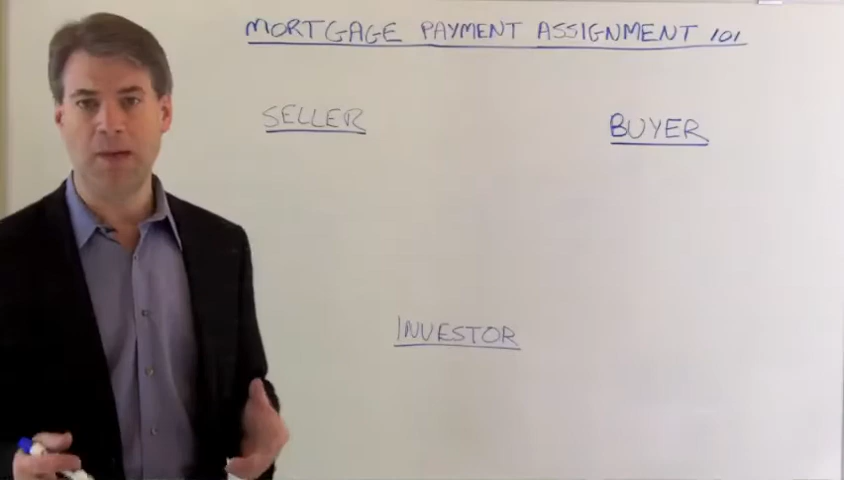 MORTGAGE PAYMENT ASSIGNMENT 101
SELLER
BUYER
INVESTOR